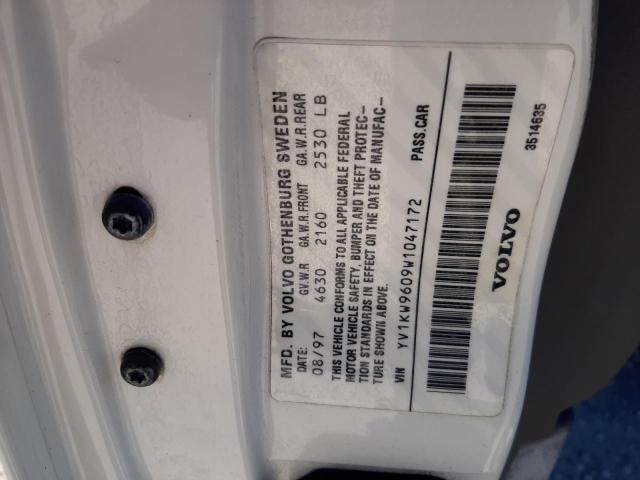 MFD. BY VOLVO GOTHENBURG SWEDEN
DATE: G.V.W.R GA.W.R.FRONT GA.W.R.REAR
08/97 4630 2160 2530 LB
THIS VEHICLE CONFORMS TO ALL APPLICABLE FEDERAL
MOTOR VEHICLE SAFETY, BUMPER AND THEFT PROTEC-
TION STANDARDS IN EFFECT ON THE DATE OF MANUFAC-
TURE SHOWN ABOVE.
VIN YV1KW9609W1047172 PASS.CAR
VOLVO 3514635